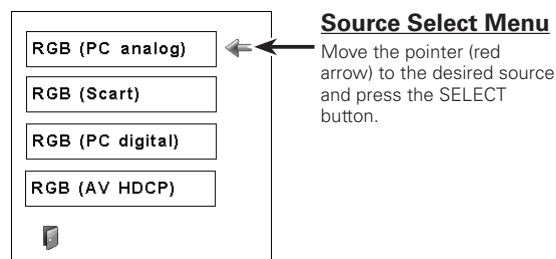 RGB (PC analog)
RGB (Scart)
RGB (PC digital)
RGB (AV HDCP)
Source Select Menu
Move the pointer (red
arrow) to the desired source
and press the SELECT
button.